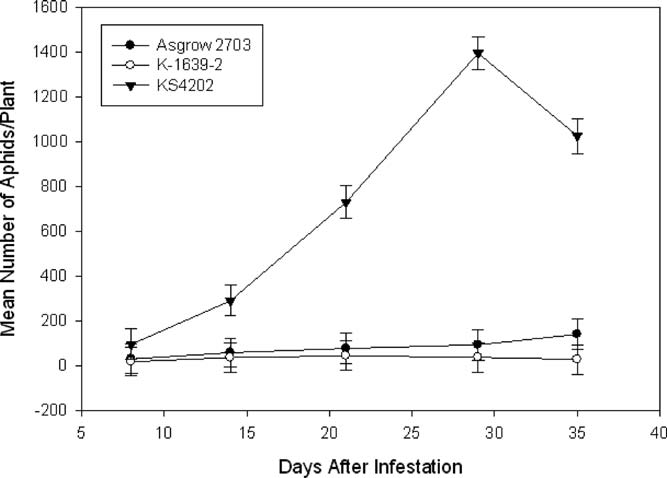 1600
1400
1200
1000
800
600
400
200
0
-200
Mean Number of Aphids/Plant
Asgrow 2703
K-1639-2
KS4202
5 10 15 20 25 30 35 40
Days After Infestation